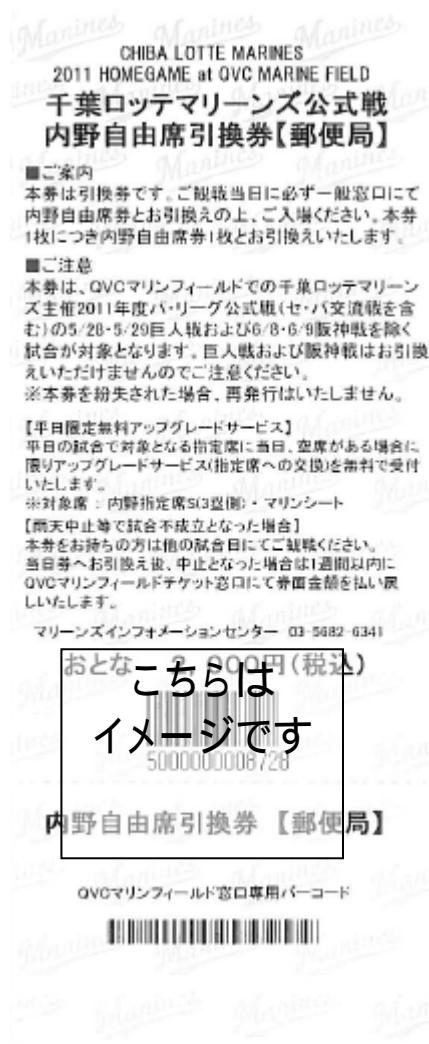 CHIBA LOTTE MARINES
2011 HOMEGAME at QVC MARINE FIELD
千葉ロッテマリーンズ公式戦
内野自由席引換券【郵便局】
■ご案内
本券は引換券です。ご観戦当日に必ず一般窓口にて
内野自由席券とお引換えの上、ご入場ください。本券
1枚につき内野自由席券1枚とお引換えいたします。
■ご注意
本券は、QVCマリンフィールドでの千葉ロッテマリーン
ズ主催2011年度パ・リーグ公式戦(セ・パ交流戦を含
む)の5/28・5/29巨人戦および6/8・6/9阪神戦を除く
試合が対象となります。巨人戦および阪神戦はお引換
えいただけませんのでご注意ください。
※本券を紛失された場合、再発行はいたしません。
【平日限定無料アップグレードサービス】
平日の試合で対象となる指定席に当日、空席がある場合に
限りアップグレードサービス(指定席への交換)を無料で受付
いたします。
※対象席：内野指定席S(3塁側)・マリンシート
【雨天中止等で試合不成立となった場合】
本券をお持ちの方は他の試合日にてご観戦ください。
当日券へお引換え後、中止となった場合は1週間以内に
QVCマリンフィールドチケット窓口にて券面金額を払い戻
しいたします。
マリーンズインフォメーションセンター 03-5682-6341
おとな 2,000円(税込)
こちらは
イメージです
5000000008728
内野自由席引換券【郵便局】
QVCマリンフィールド窓口専用バーコード